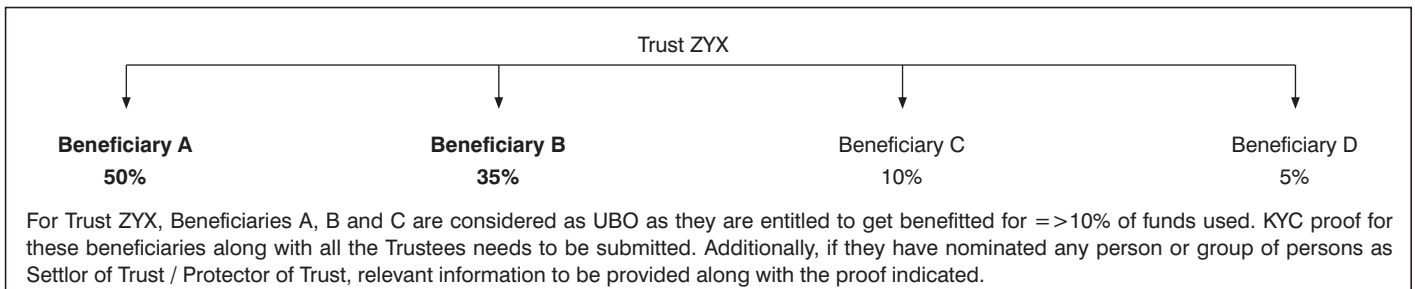 Trust ZYX
Beneficiary A Beneficiary B Beneficiary C Beneficiary D
50% 35% 10% 5%
For Trust ZYX, Beneficiaries A, B and C are considered as UBO as they are entitled to get benefitted for =>10% of funds used. KYC proof for
these beneficiaries along with all the Trustees needs to be submitted. Additionally, if they have nominated any person or group of persons as
Settlor of Trust / Protector of Trust, relevant information to be provided along with the proof indicated.